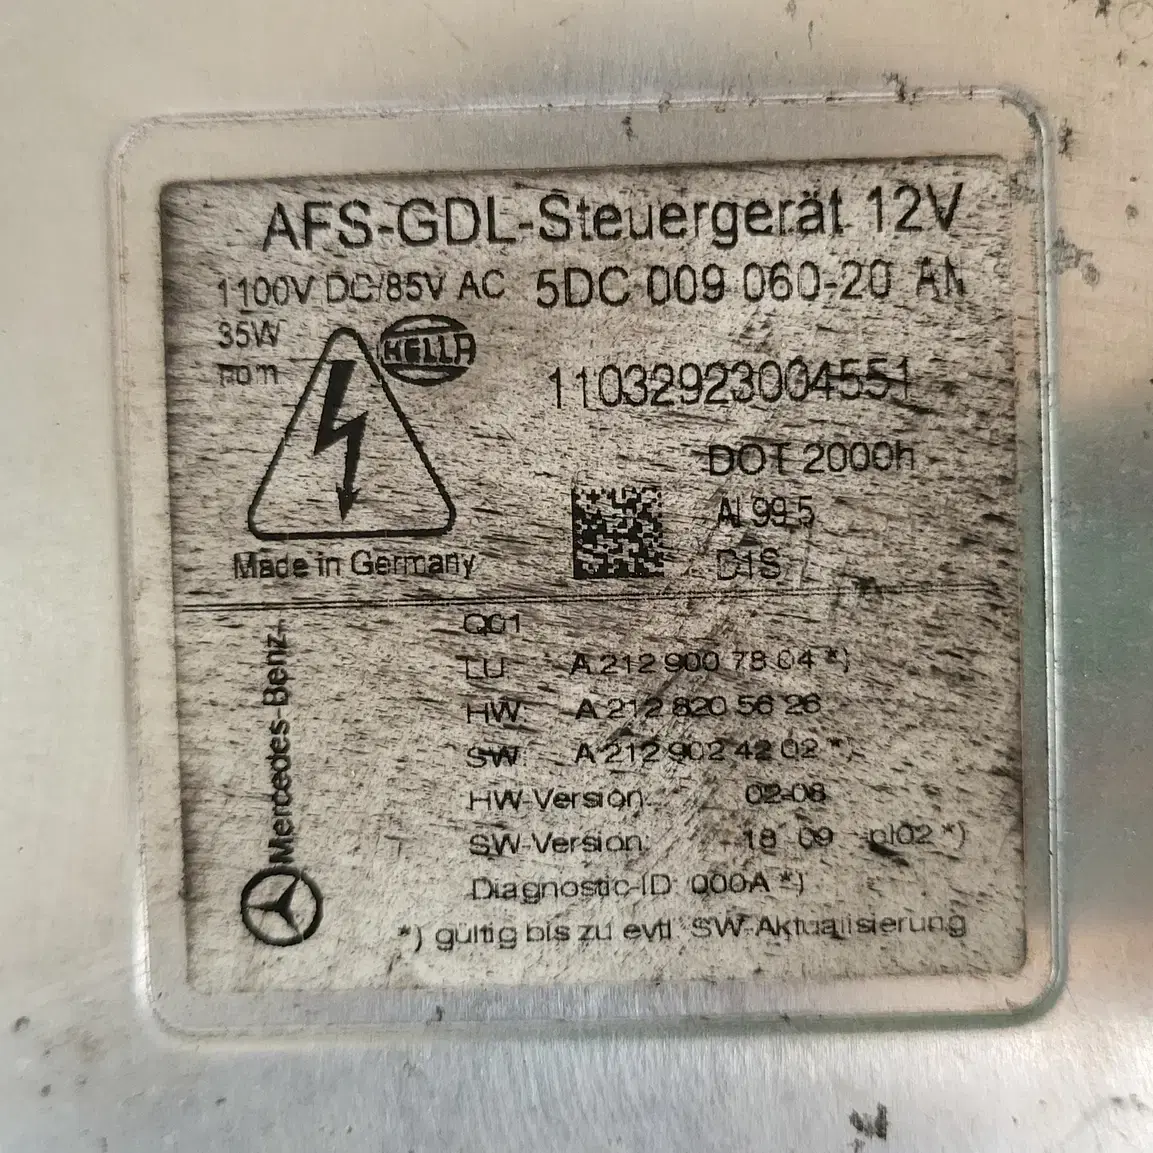 AFS-GDL-Steuergerät 12V
1100V DC/85V AC 5DC 009 060-20 AN
35W
nom
HELLA
11032923004551
DOT 2000h
Al 99.5
D1S
Made in Germany
Mercedes-Benz
Q01
LU A 212 900 78 04 *)
HW: A 212 820 56 26
SW: A 212 902 42 02 *)
HW-Version: 02-08
SW-Version: 18 09 pl02 *)
Diagnostic-ID: 000A *)
*) gültig bis zu evtl SW-Aktualisierung